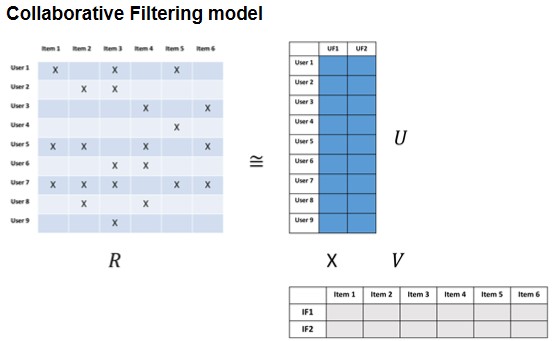 Collaborative Filtering model
Item 1 Item 2 Item 3 Item 4 Item 5 Item 6
User 1 X X X
User 2 X X
User 3 X X
User 4 X
User 5 X X X X
User 6 X X
User 7 X X X X X
User 8 X X
User 9 X
R
≅
UF1 UF2
User 1
User 2
User 3
User 4
User 5
User 6
User 7
User 8
User 9
U
X V
Item 1 Item 2 Item 3 Item 4 Item 5 Item 6
IF1
IF2